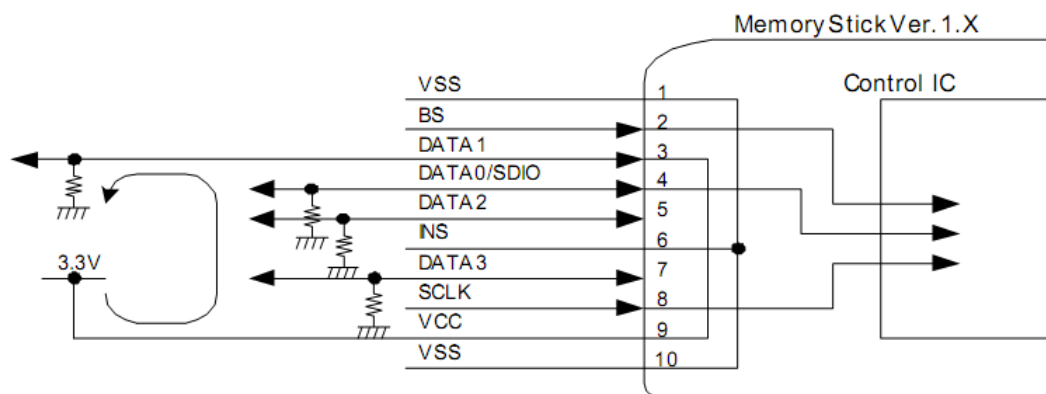 Memory Stick Ver. 1.X
Control IC
VSS 1
BS 2
DATA1 3
DATA0/SDIO 4
DATA2 5
INS 6
3.3V
DATA3 7
SCLK 8
VCC 9
VSS 10